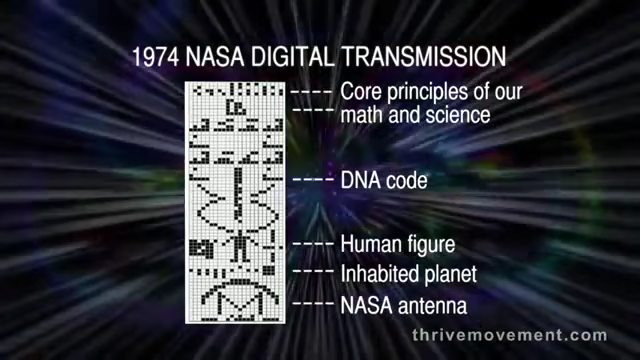 1974 NASA DIGITAL TRANSMISSION
Core principles of our
math and science
DNA code
Human figure
Inhabited planet
NASA antenna
thrivemovement.com